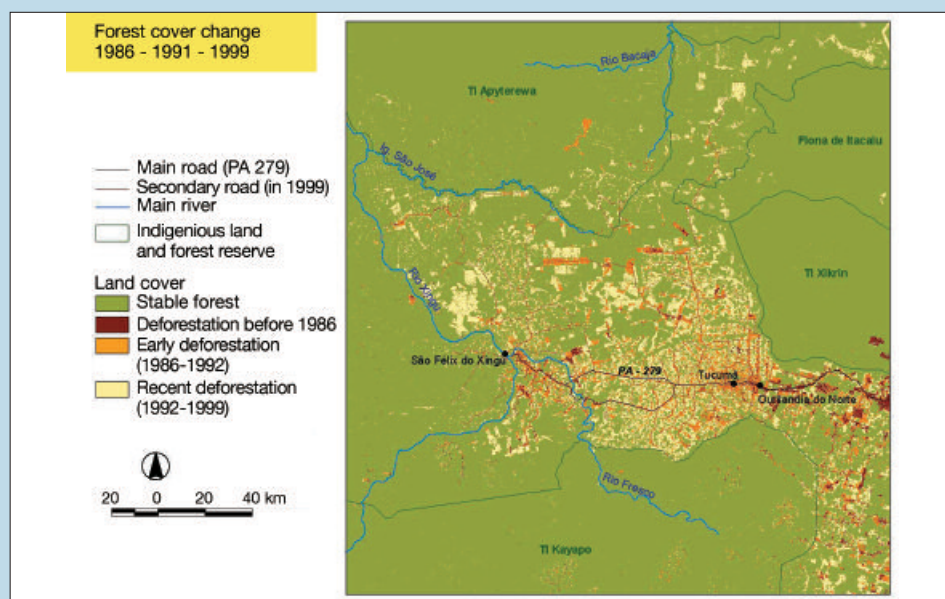 Forest cover change
1986 - 1991 - 1999
Main road (PA 279)
Secondary road (in 1999)
Main river
Indigenious land
and forest reserve
Land cover
Stable forest
Deforestation before 1986
Early deforestation
(1986-1992)
Recent deforestation
(1992-1999)
20 0 20 40 km
Rio Bacaja
TI Apyterewa
Flona de Itacaiu
Ig. São José
TI Xikrin
Rio Xingu
São Félix do Xingu
PA - 279
Tucumã
Ourilandia do Norte
Rio Fresco
TI Kayapo